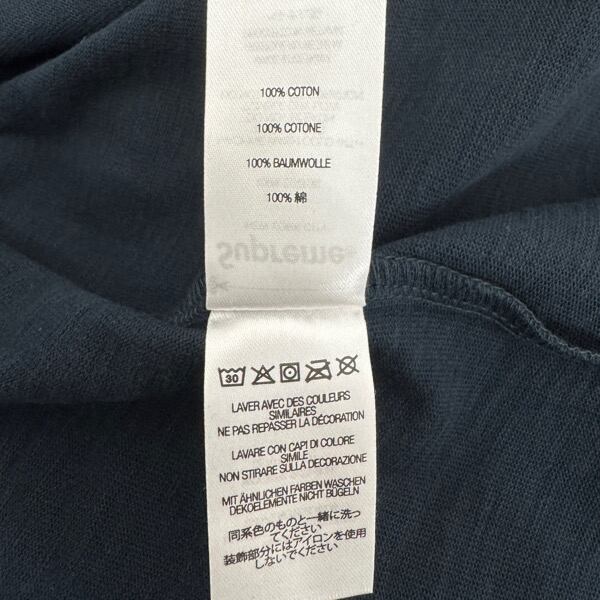 100% COTON
100% COTONE
100% BAUMWOLLE
100% 綿
Supreme
30
LAVER AVEC DES COULEURS
SIMILAIRES
NE PAS REPASSER LA DÉCORATION
LAVARE CON CAPI DI COLORE
SIMILE
NON STIRARE SULLA DECORAZIONE
MIT ÄHNLICHEN FARBEN WASCHEN
DEKOELEMENTE NICHT BÜGELN
同系色のものと一緒に洗っ
てください
装飾部分にはアイロンを使用
しないでください